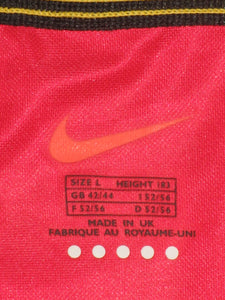 SIZE L HEIGHT 183
GB 42/44 I 52/56
F 52/56 D 52/56
MADE IN UK
FABRIQUE AU ROYAUME-UNI